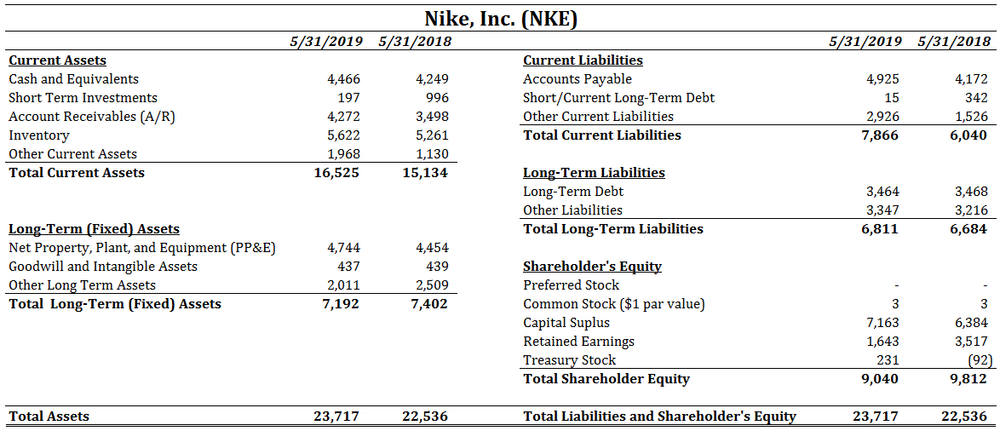 Nike, Inc. (NKE)
5/31/2019 5/31/2018 5/31/2019 5/31/2018
Current Assets Current Liabilities
Cash and Equivalents 4,466 4,249 Accounts Payable 4,925 4,172
Short Term Investments 197 996 Short/Current Long-Term Debt 15 342
Account Receivables (A/R) 4,272 3,498 Other Current Liabilities 2,926 1,526
Inventory 5,622 5,261 Total Current Liabilities 7,866 6,040
Other Current Assets 1,968 1,130
Total Current Assets 16,525 15,134 Long-Term Liabilities
Long-Term Debt 3,464 3,468
Other Liabilities 3,347 3,216
Long-Term (Fixed) Assets Total Long-Term Liabilities 6,811 6,684
Net Property, Plant, and Equipment (PP&E) 4,744 4,454
Goodwill and Intangible Assets 437 439 Shareholder's Equity
Other Long Term Assets 2,011 2,509 Preferred Stock - -
Total Long-Term (Fixed) Assets 7,192 7,402 Common Stock ($1 par value) 3 3
Capital Suplus 7,163 6,384
Retained Earnings 1,643 3,517
Treasury Stock 231 (92)
Total Shareholder Equity 9,040 9,812
Total Assets 23,717 22,536 Total Liabilities and Shareholder's Equity 23,717 22,536